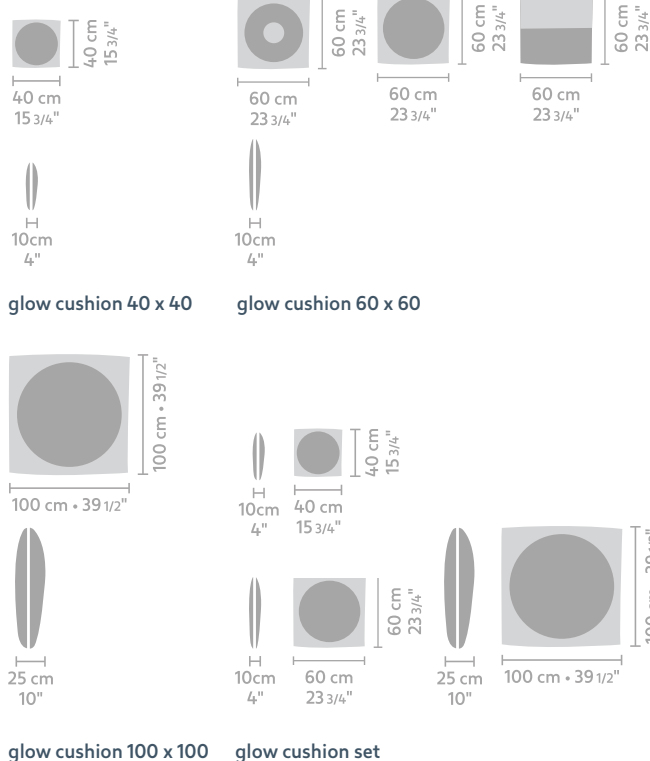 40 cm
15 3/4"
40 cm
15 3/4"
60 cm
23 3/4"
60 cm
23 3/4"
60 cm
23 3/4"
60 cm
23 3/4"
60 cm
23 3/4"
60 cm
23 3/4"
10cm
4"
10cm
4"
glow cushion 40 x 40
glow cushion 60 x 60
100 cm • 39 1/2"
100 cm • 39 1/2"
25 cm
10"
40 cm
15 3/4"
10cm
4"
40 cm
15 3/4"
60 cm
23 3/4"
10cm
4"
60 cm
23 3/4"
25 cm
10"
100 cm • 39 1/2"
glow cushion 100 x 100
glow cushion set